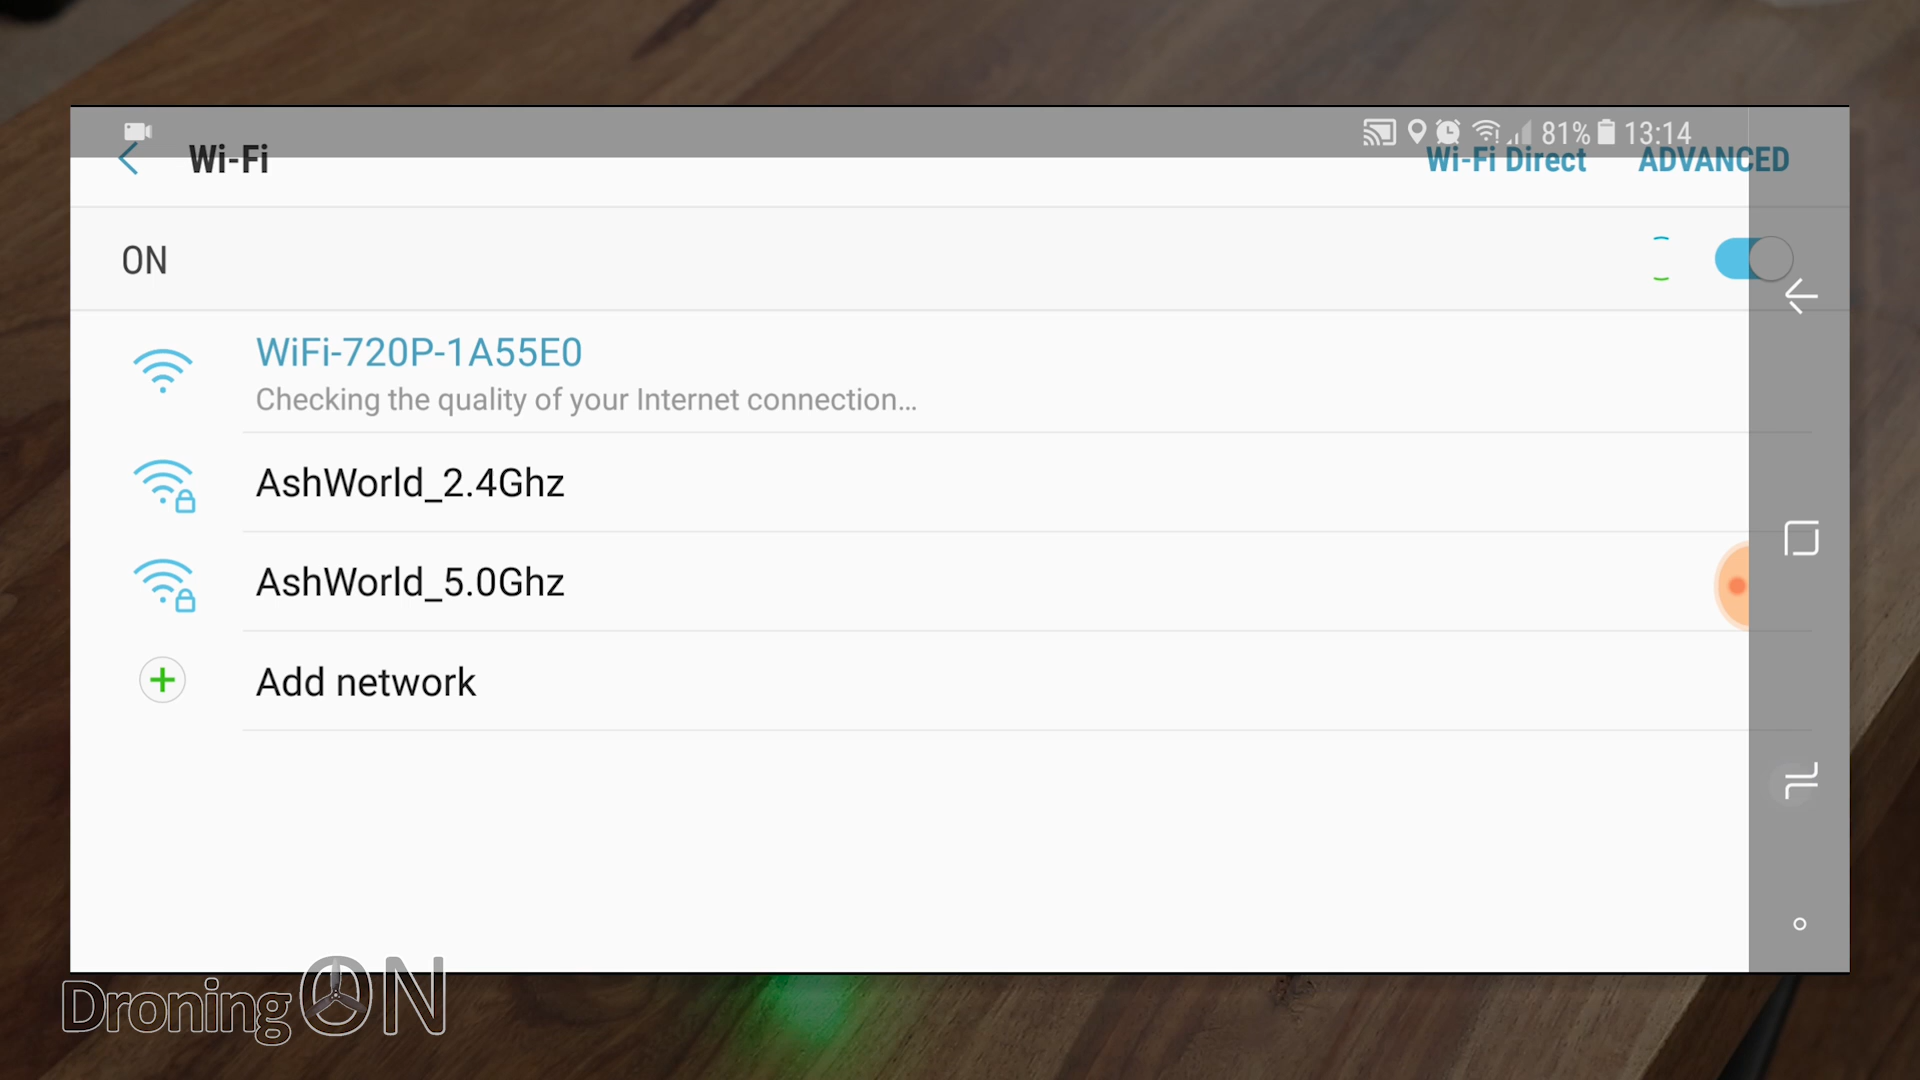 81% 13:14
Wi-Fi
Wi-Fi Direct ADVANCED
ON
WiFi-720P-1A55E0
Checking the quality of your Internet connection...
AshWorld_2.4Ghz
AshWorld_5.0Ghz
Add network
DroningON